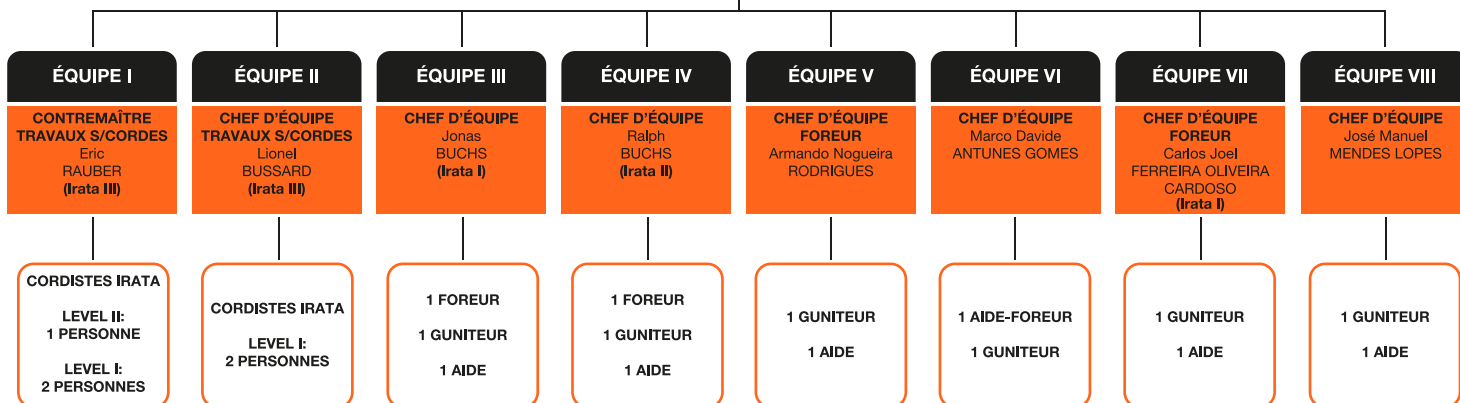 ÉQUIPE I
CONTREMAÎTRE
TRAVAUX S/CORDES
Eric
RAUBER
(Irata III)
CORDISTES IRATA
LEVEL II:
1 PERSONNE
LEVEL I:
2 PERSONNES
ÉQUIPE II
CHEF D'ÉQUIPE
TRAVAUX S/CORDES
Lionel
BUSSARD
(Irata III)
CORDISTES IRATA
LEVEL I:
2 PERSONNES
ÉQUIPE III
CHEF D'ÉQUIPE
Jonas
BUCHS
(Irata I)
1 FOREUR
1 GUNITEUR
1 AIDE
ÉQUIPE IV
CHEF D'ÉQUIPE
Ralph
BUCHS
(Irata II)
1 FOREUR
1 GUNITEUR
1 AIDE
ÉQUIPE V
CHEF D'ÉQUIPE
FOREUR
Armando Nogueira
RODRIGUES
1 GUNITEUR
1 AIDE
ÉQUIPE VI
CHEF D'ÉQUIPE
Marco Davide
ANTUNES GOMES
1 AIDE-FOREUR
1 GUNITEUR
ÉQUIPE VII
CHEF D'ÉQUIPE
FOREUR
Carlos Joel
FERREIRA OLIVEIRA
CARDOSO
(Irata I)
1 GUNITEUR
1 AIDE
ÉQUIPE VIII
CHEF D'ÉQUIPE
José Manuel
MENDES LOPES
1 GUNITEUR
1 AIDE